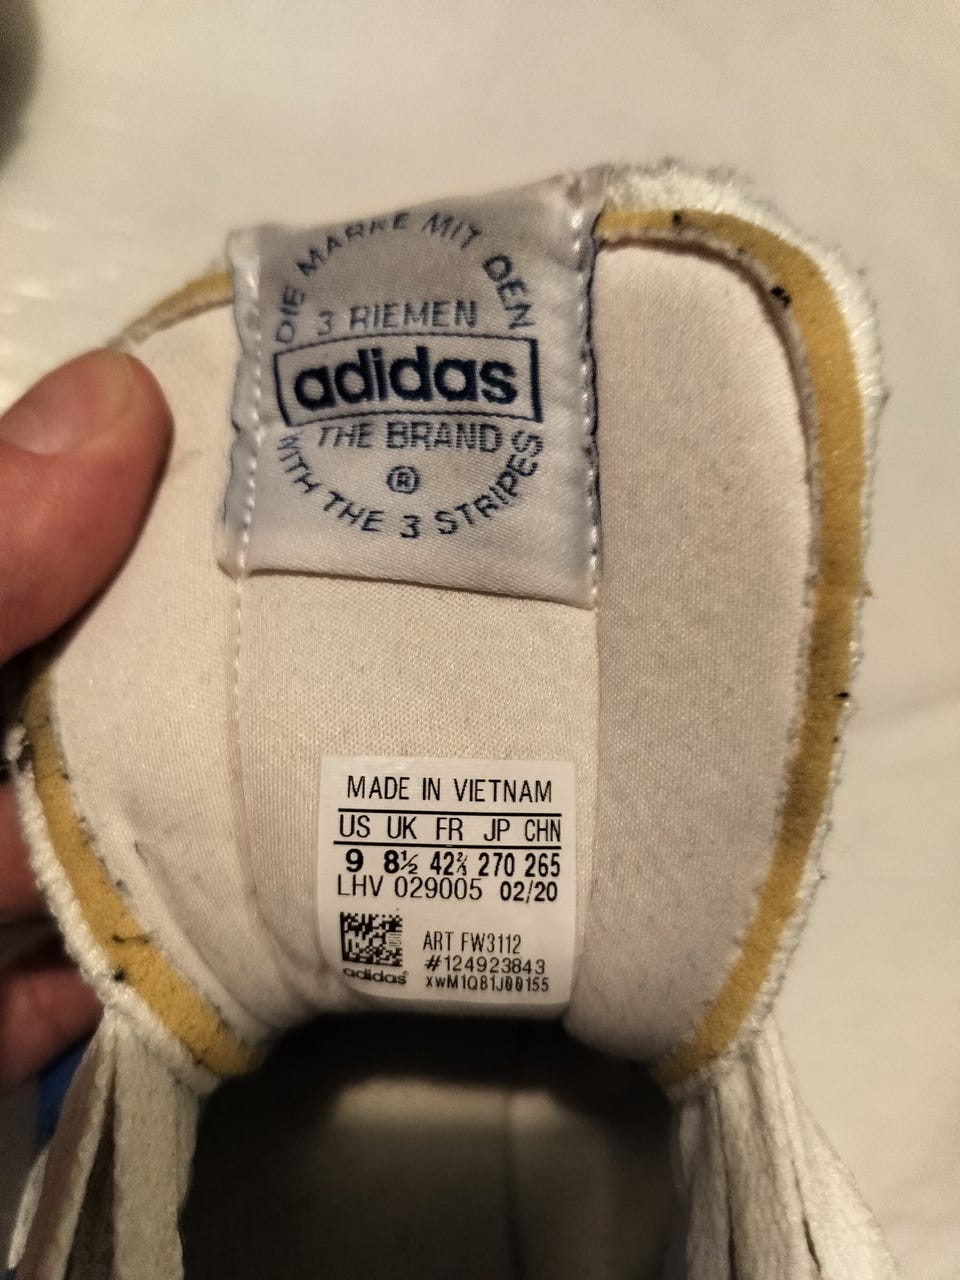 DIE MARKE MIT DEN
3 RIEMEN
adidas
THE BRAND
®
WITH THE 3 STRIPES
MADE IN VIETNAM
US UK FR JP CHN
9 8½ 42⅔ 270 265
LHV 029005 02/20
ART FW3112
#124923843
adidas® xwM1QB1J00155